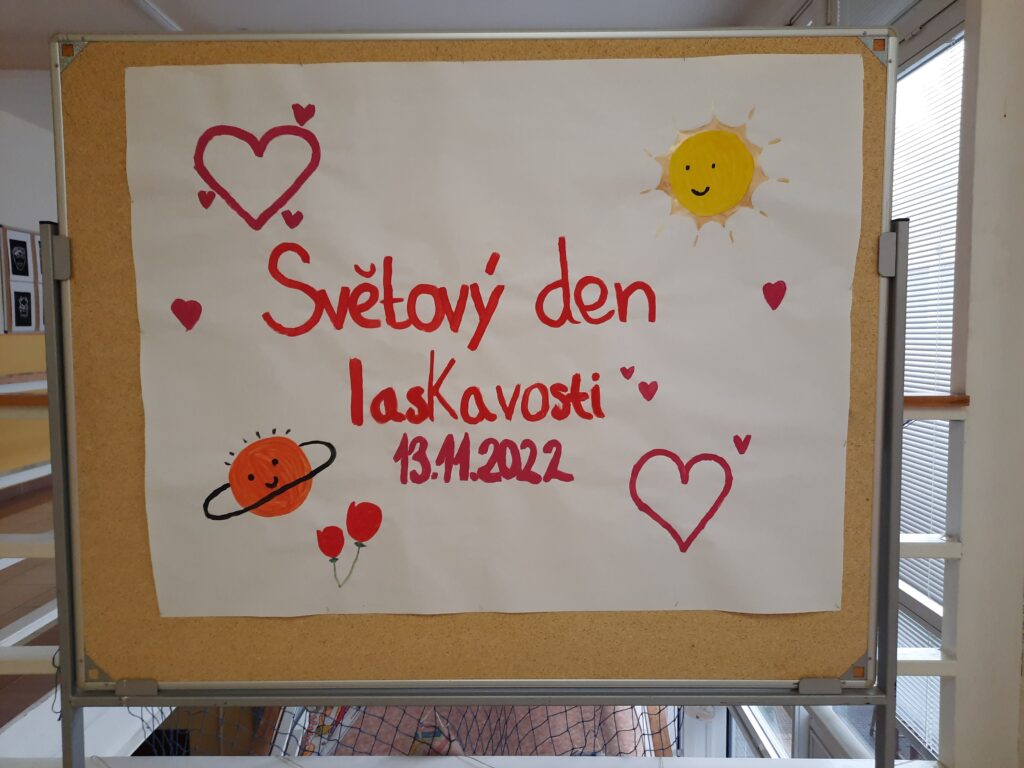 Světový den
laskavosti
13.11.2022